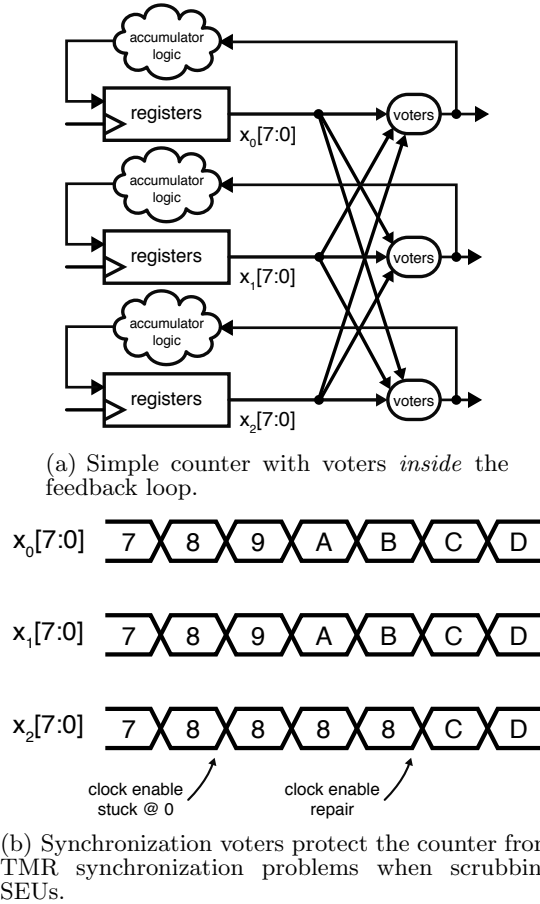 accumulator
logic
registers
x0[7:0]
voters
accumulator
logic
registers
x1[7:0]
voters
accumulator
logic
registers
x2[7:0]
voters
(a) Simple counter with voters inside the
feedback loop.
x0[7:0] 7 8 9 A B C D
x1[7:0] 7 8 9 A B C D
x2[7:0] 7 8 8 8 8 C D
clock enable
stuck @ 0
clock enable
repair
(b) Synchronization voters protect the counter from
TMR synchronization problems when scrubbin
SEUs.